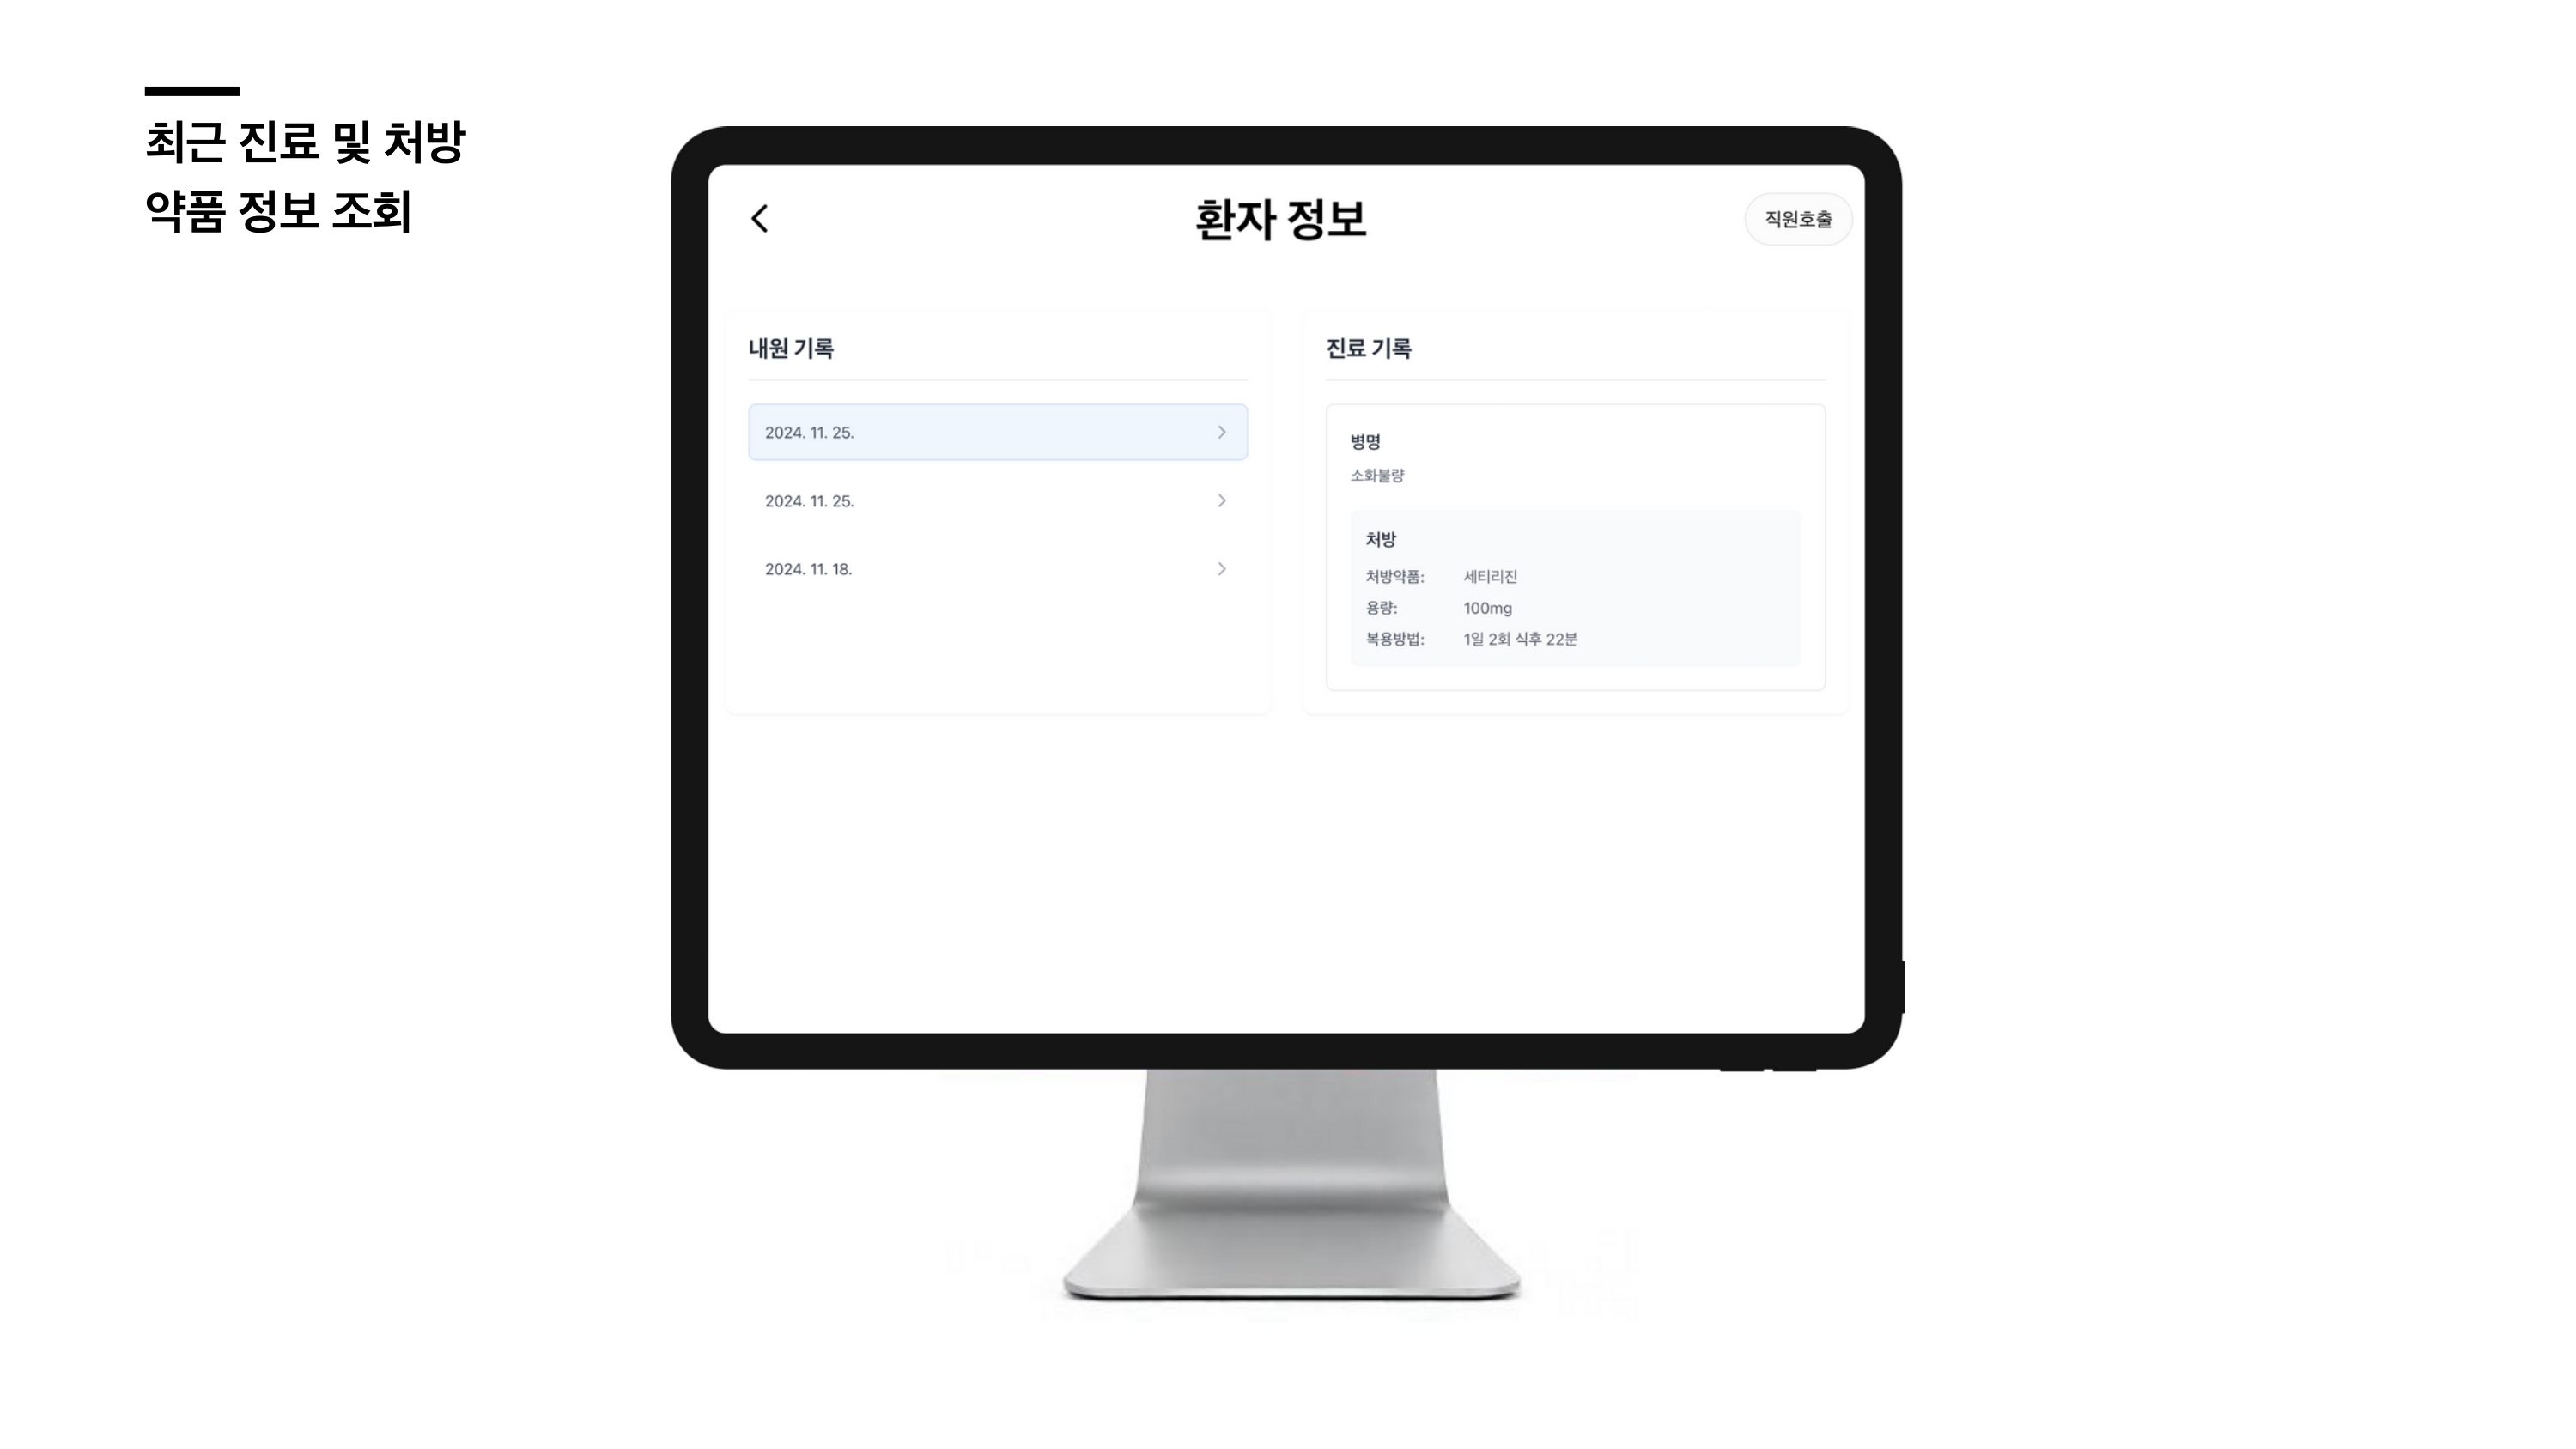 최근 진료 및 처방
약품 정보 조회
환자 정보
직원호출
내원 기록
2024. 11. 25.
2024. 11. 25.
2024. 11. 18.
진료 기록
병명
소화불량
처방
처방약품: 세티리진
용량: 100mg
복용방법: 1일 2회 식후 22분